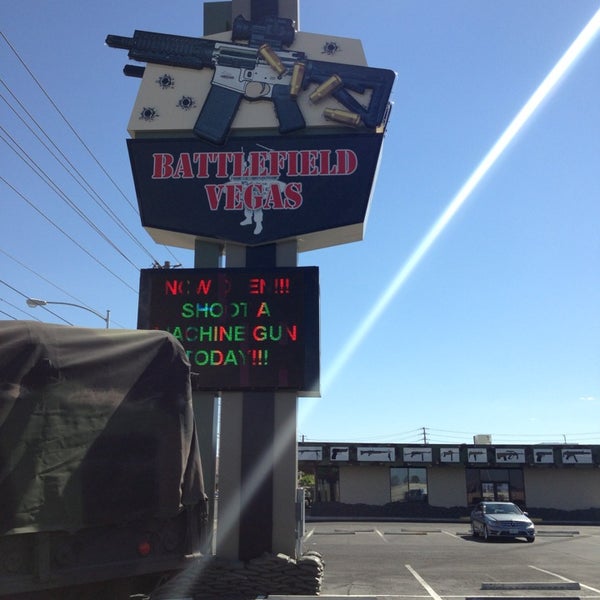 BATTLEFIELD
VEGAS
NOW OPEN!!!
SHOOT A
MACHINE GUN
TODAY!!!